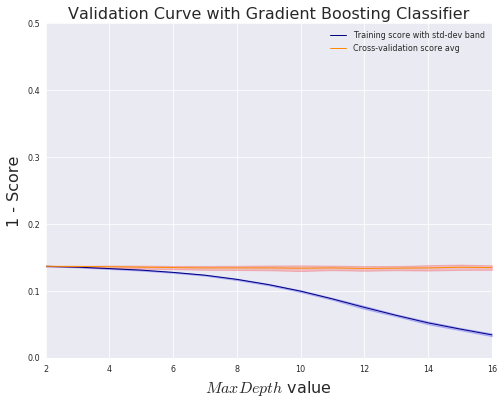 Validation Curve with Gradient Boosting Classifier
Training score with std-dev band
Cross-validation score avg
1 - Score
0.5
0.4
0.3
0.2
0.1
0.0
2 4 6 8 10 12 14 16
MaxDepth value